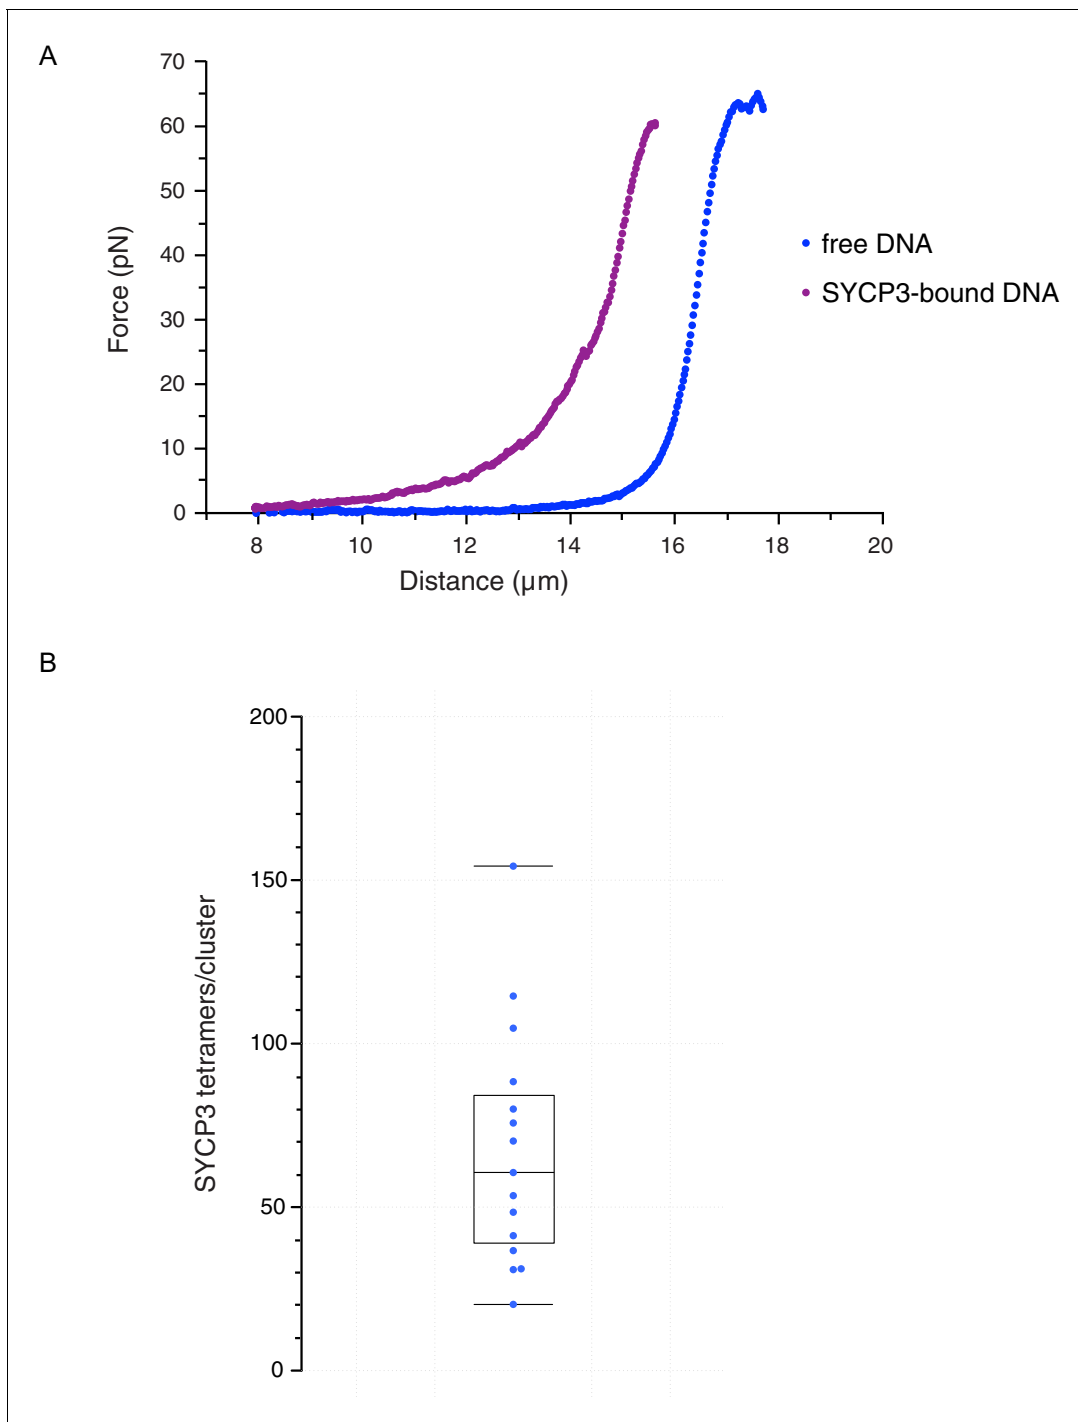 A
70
60
50
40
30
20
10
0
Force (pN)
8 10 12 14 16 18 20
Distance (µm)
free DNA
SYCP3-bound DNA
B
200
150
100
50
0
SYCP3 tetramers/cluster